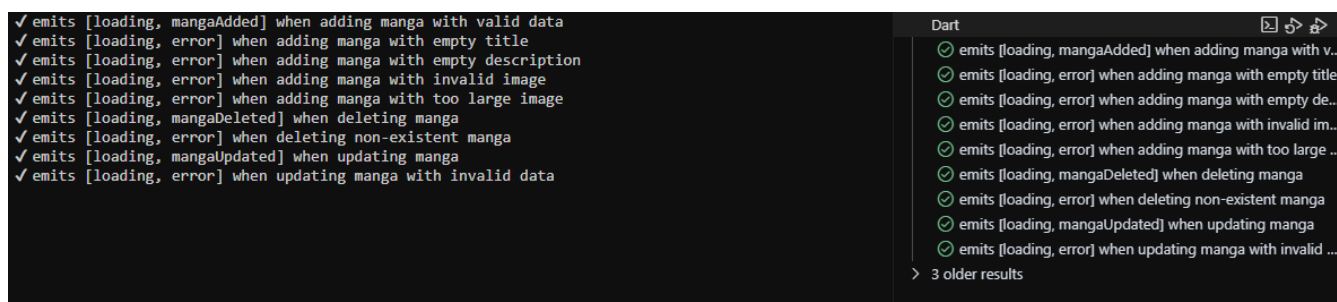 ✓ emits [loading, mangaAdded] when adding manga with valid data
✓ emits [loading, error] when adding manga with empty title
✓ emits [loading, error] when adding manga with empty description
✓ emits [loading, error] when adding manga with invalid image
✓ emits [loading, error] when adding manga with too large image
✓ emits [loading, mangaDeleted] when deleting manga
✓ emits [loading, error] when deleting non-existent manga
✓ emits [loading, mangaUpdated] when updating manga
✓ emits [loading, error] when updating manga with invalid data
Dart
emits [loading, mangaAdded] when adding manga with v...
emits [loading, error] when adding manga with empty title
emits [loading, error] when adding manga with empty de...
emits [loading, error] when adding manga with invalid im...
emits [loading, error] when adding manga with too large ...
emits [loading, mangaDeleted] when deleting manga
emits [loading, error] when deleting non-existent manga
emits [loading, mangaUpdated] when updating manga
emits [loading, error] when updating manga with invalid ...
> 3 older results